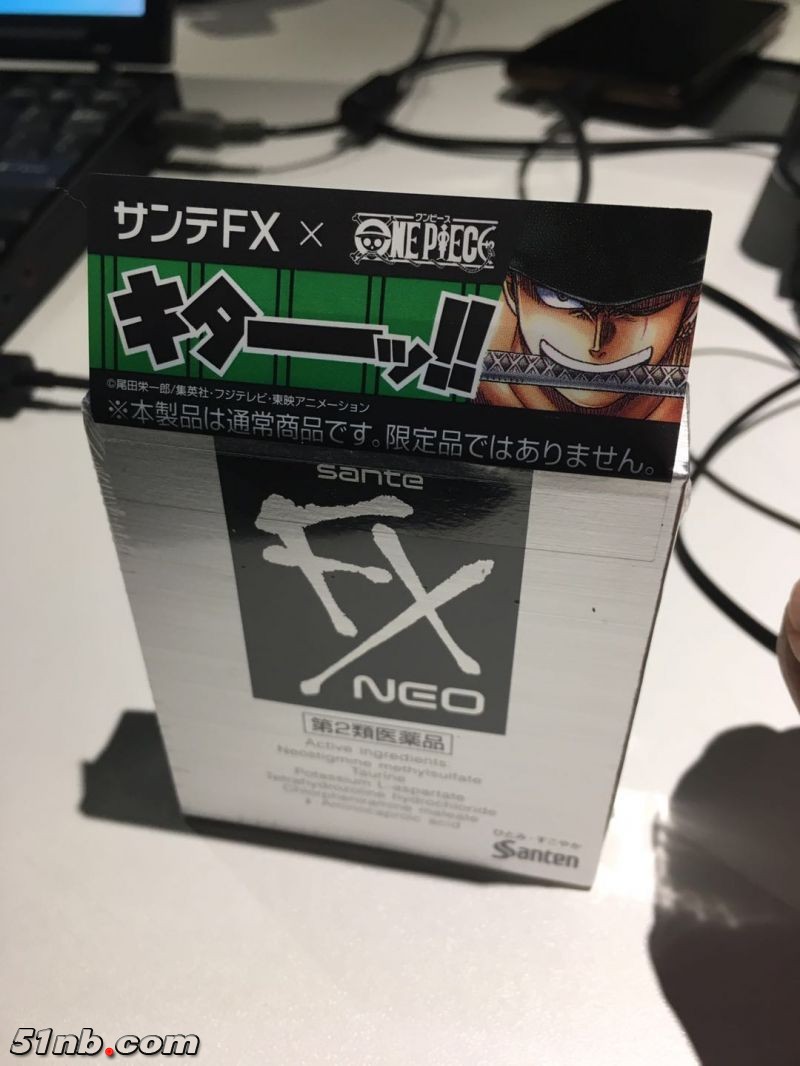 サンテFX × ONE PIECE
ワンピース
キターーッ!!
©尾田栄一郎/集英社・フジテレビ・東映アニメーション
※本製品は通常商品です。限定品ではありません。
sante
FX
NEO
第2類医薬品
Active ingredients
Neostigmine methylsulfate
Taurine
Potassium L-aspartate
Tetrahydrozoline hydrochloride
Chlorpheniramine maleate
+ Aminocaproic acid
ひとみ・すこやか
Santen
51nb.com